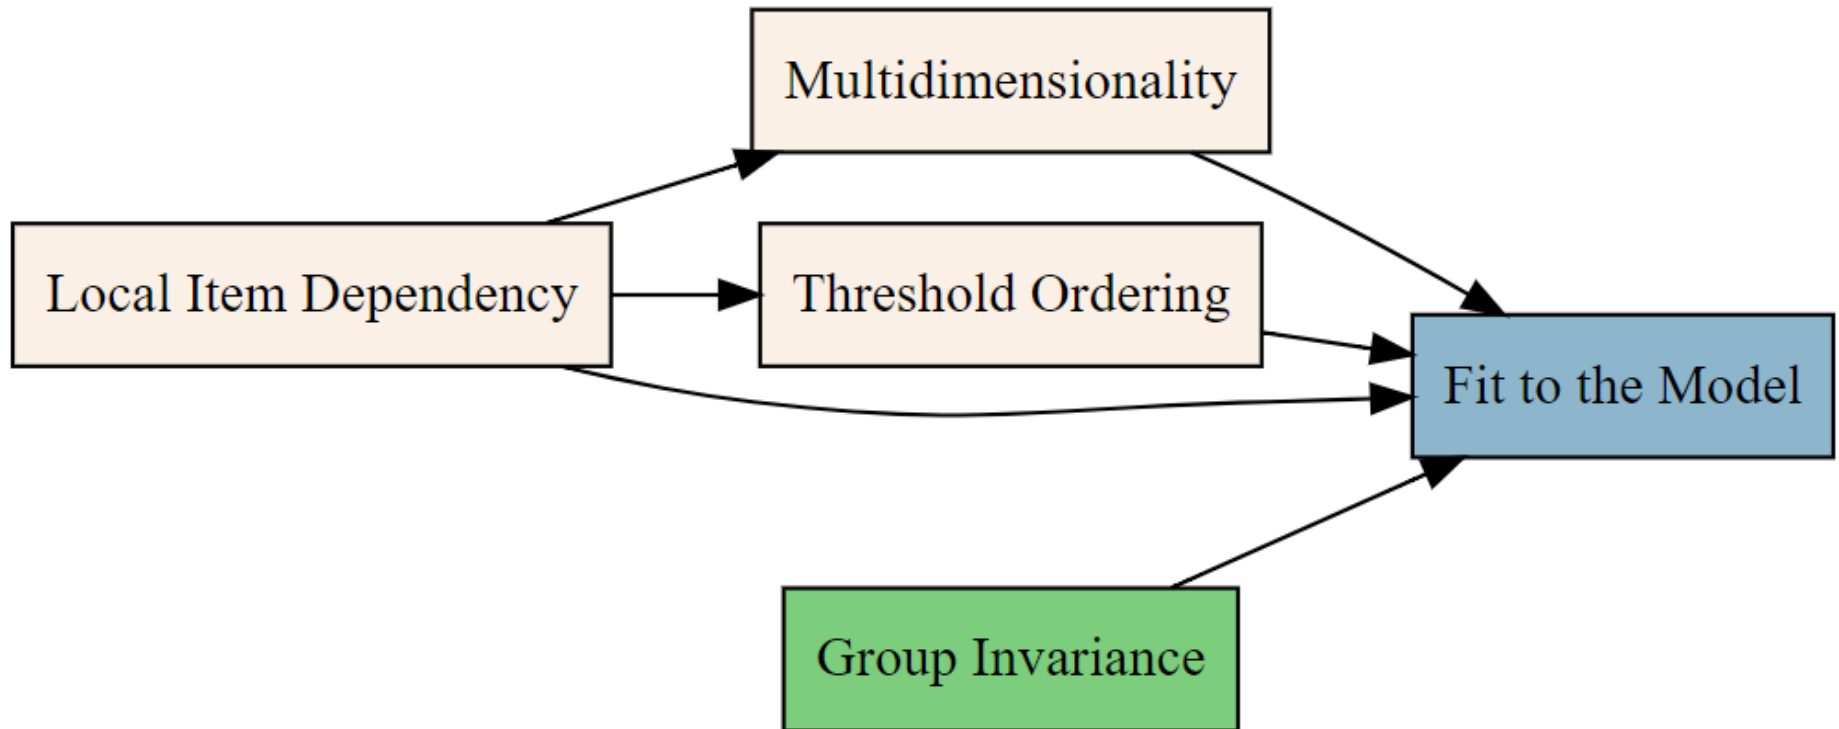 Multidimensionality
Local Item Dependency
Threshold Ordering
Fit to the Model
Group Invariance